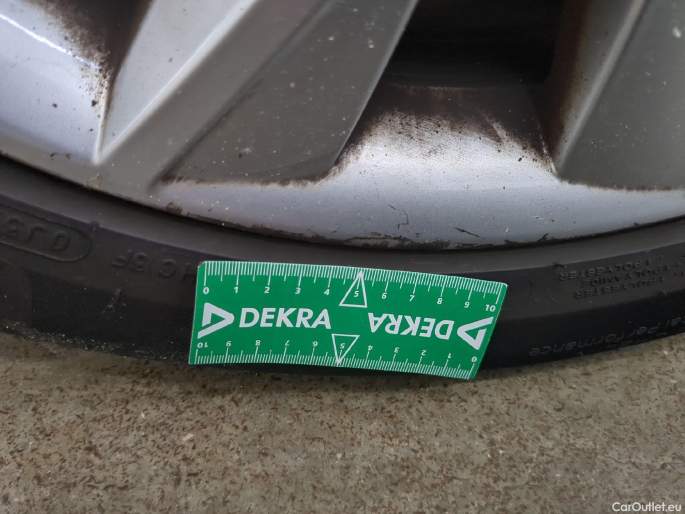 0 1 2 3 4 5 6 7 8 9 10
DEKRA DEKRA
10 9 8 7 6 5 4 3 2 1 0
Performance
CarOutlet.eu